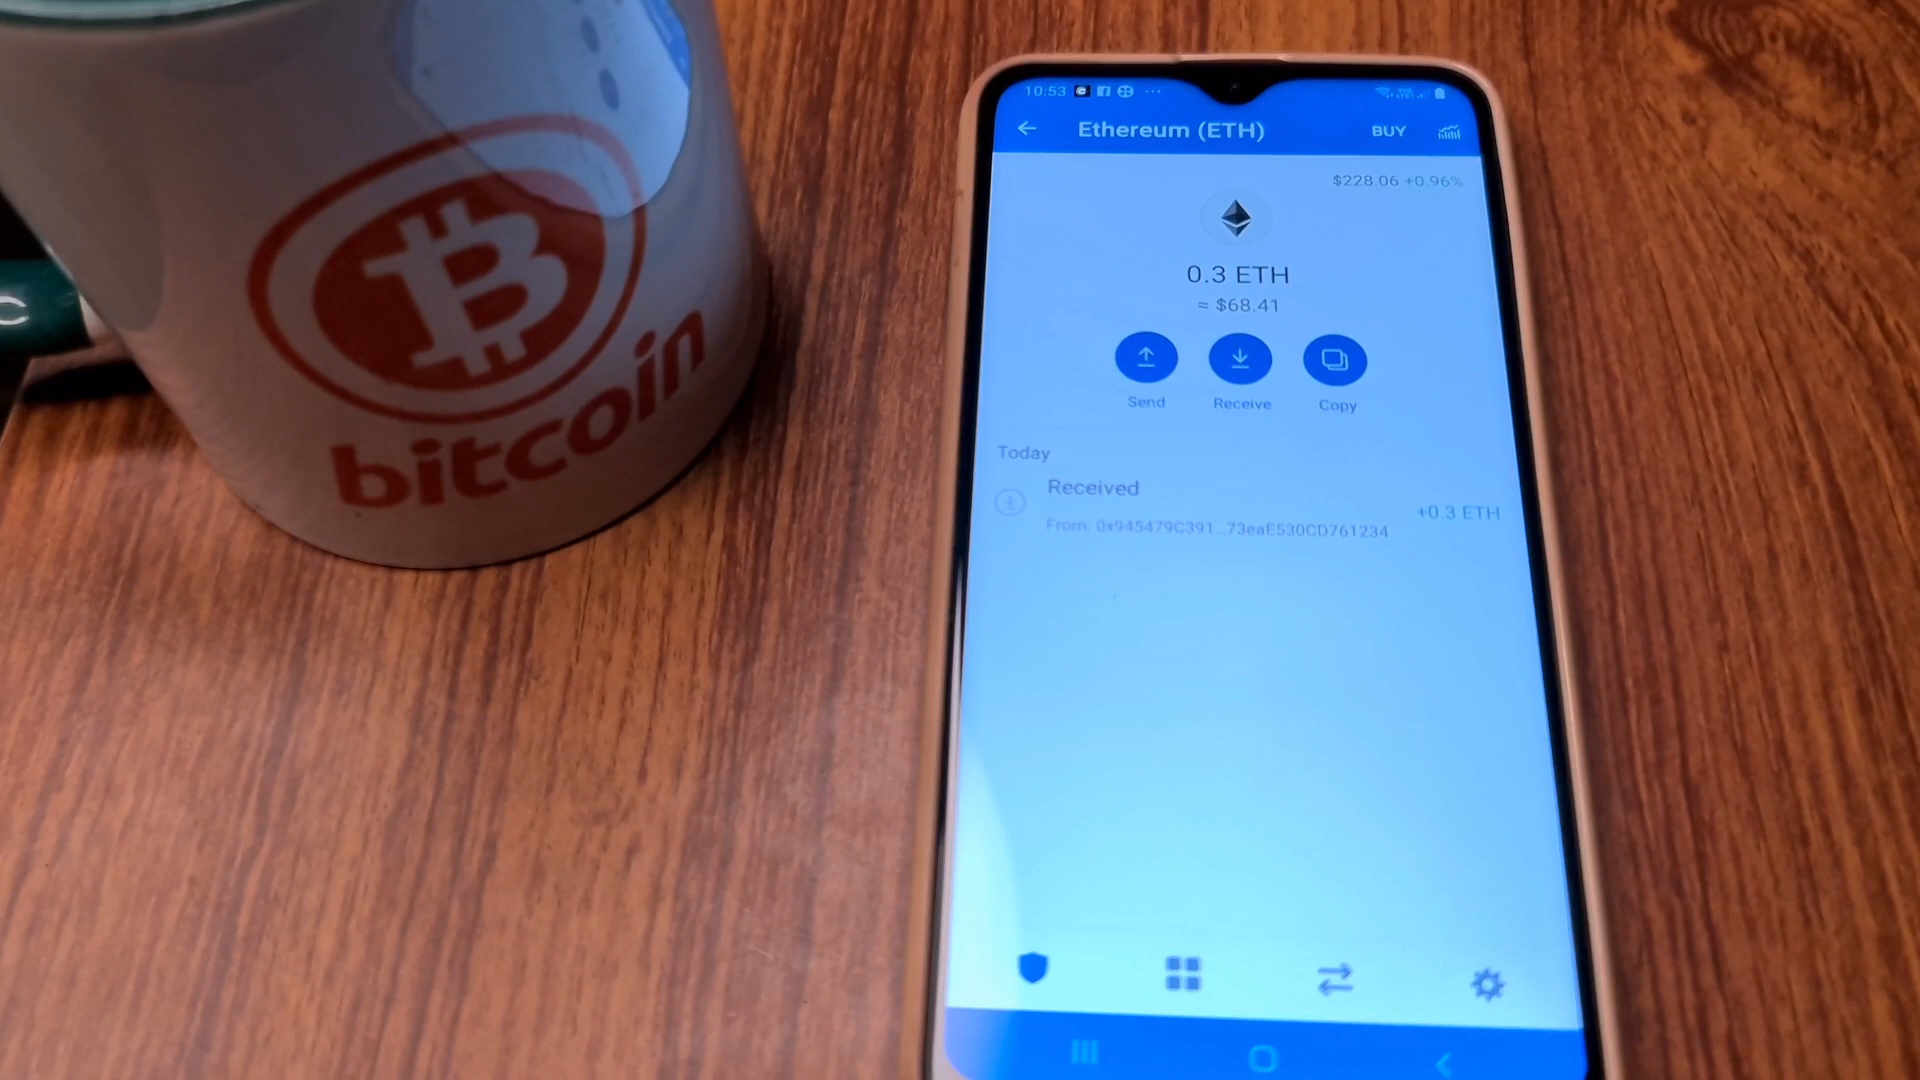 bitcoin
10:53
Ethereum (ETH)
BUY
$228.06 +0.96%
0.3 ETH
≈ $68.41
Send
Receive
Copy
Today
Received
+0.3 ETH
From: 0x945479C391...73eaE530CD761234